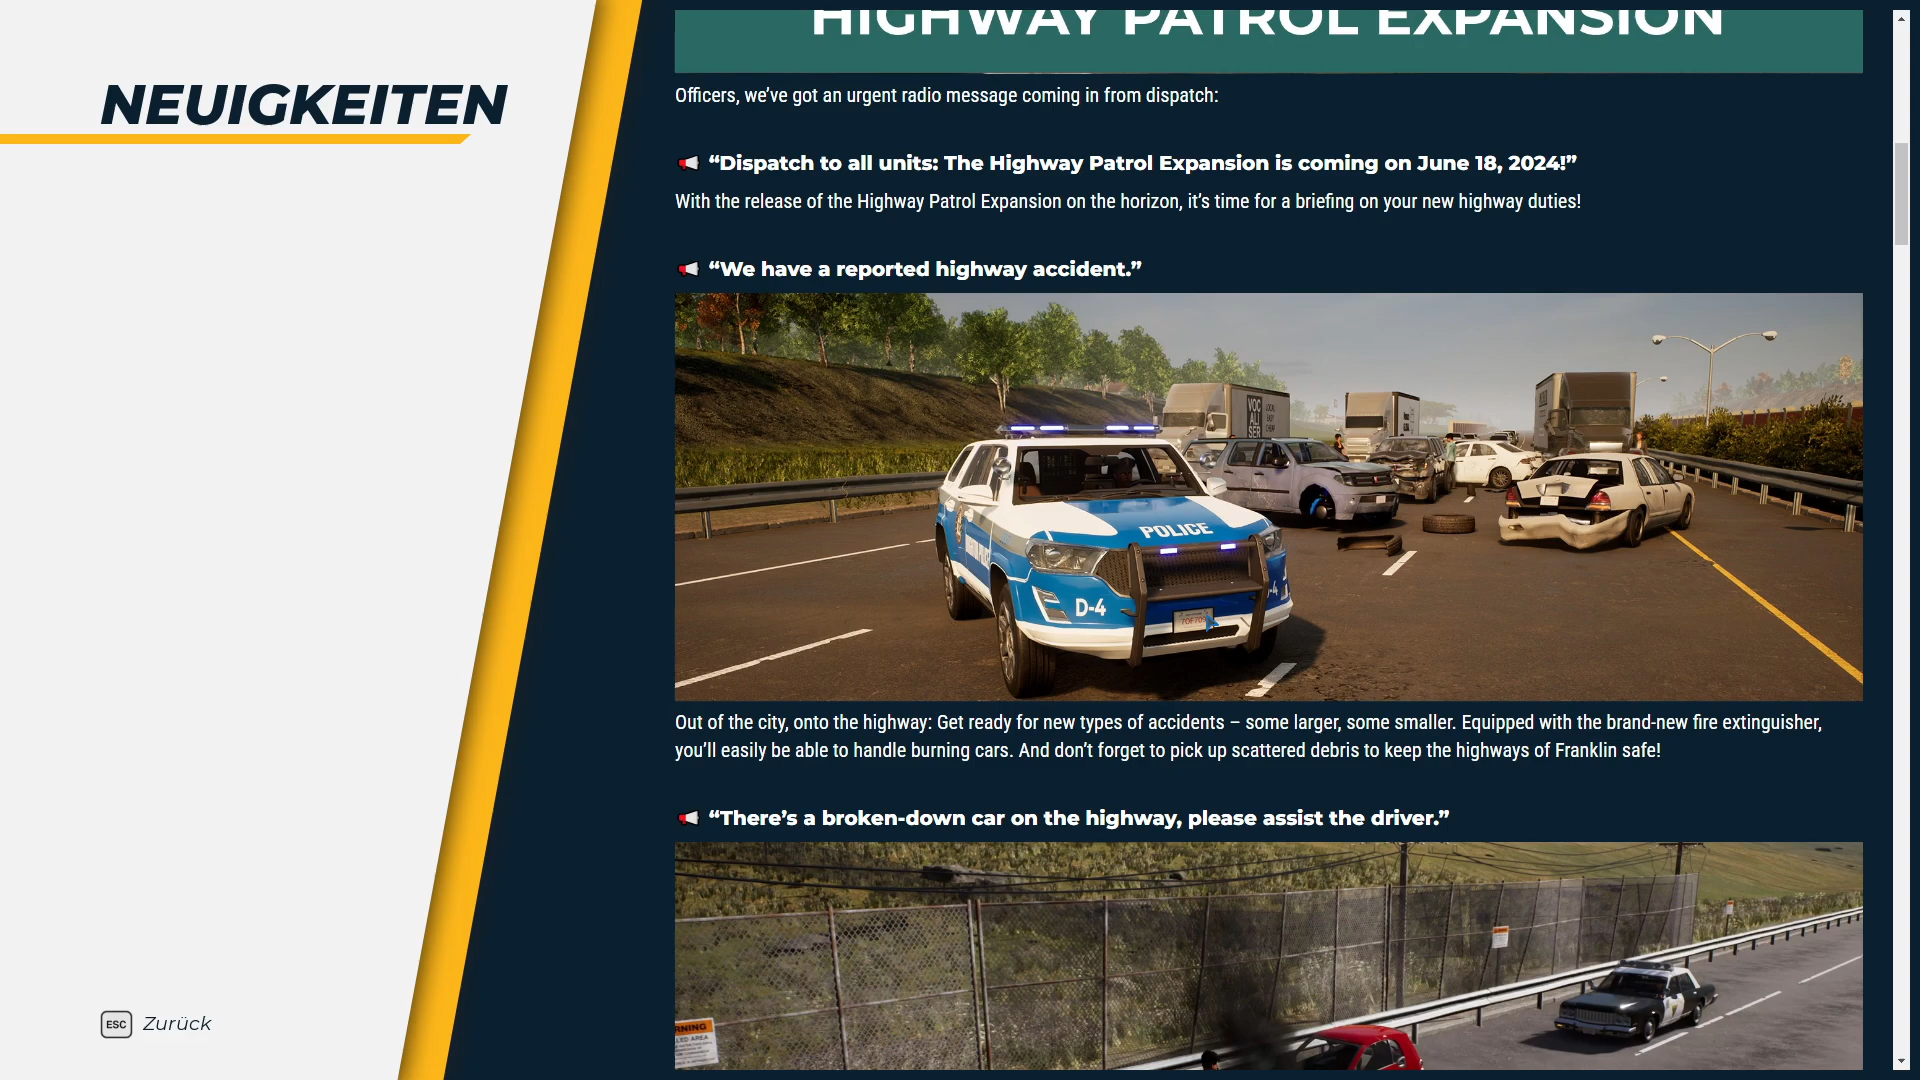 HIGHWAY PATROL EXPANSION
NEUIGKEITEN
Officers, we’ve got an urgent radio message coming in from dispatch:
“Dispatch to all units: The Highway Patrol Expansion is coming on June 18, 2024!”
With the release of the Highway Patrol Expansion on the horizon, it’s time for a briefing on your new highway duties!
“We have a reported highway accident.”
VOC
ALI
SER
LOCAL
EASY
CHEAP
POLICE
D-4
Out of the city, onto the highway: Get ready for new types of accidents – some larger, some smaller. Equipped with the brand-new fire extinguisher,
you’ll easily be able to handle burning cars. And don’t forget to pick up scattered debris to keep the highways of Franklin safe!
“There’s a broken-down car on the highway, please assist the driver.”
ESC Zurück